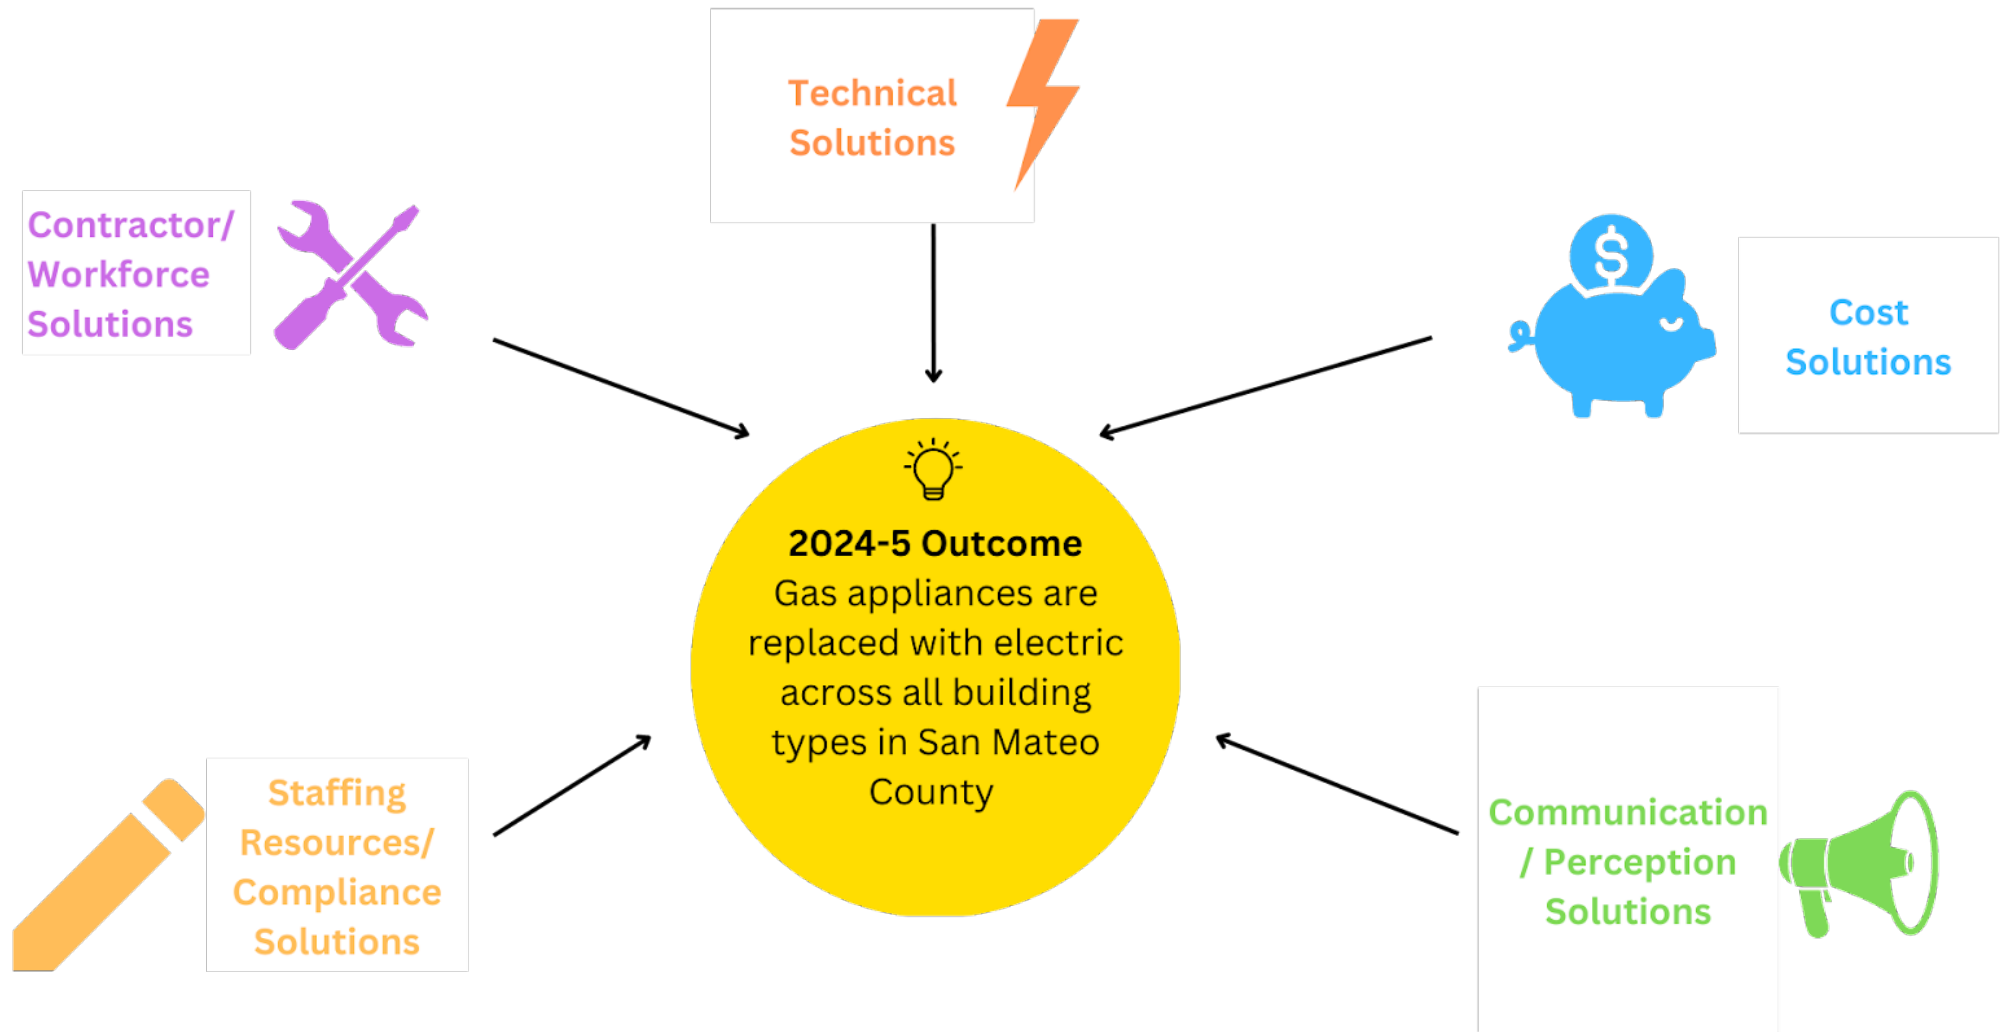 Technical
Solutions
Contractor/
Workforce
Solutions
$
Cost
Solutions
2024-5 Outcome
Gas appliances are
replaced with electric
across all building
types in San Mateo
County
Staffing
Resources/
Compliance
Solutions
Communication
/ Perception
Solutions